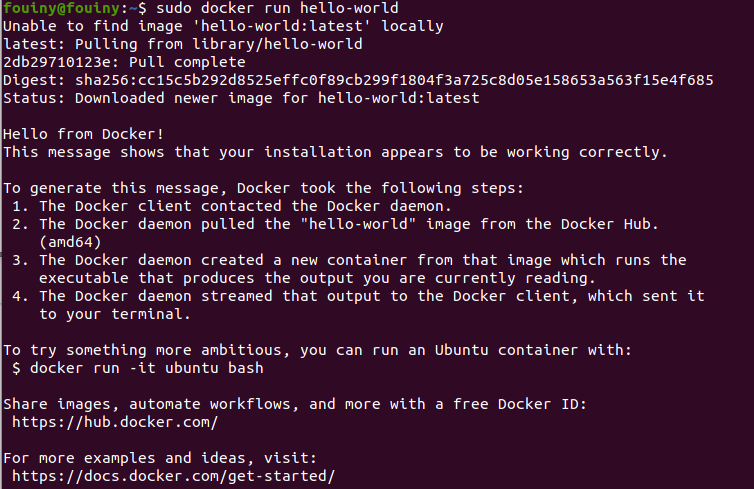 fouiny@fouiny:~$ sudo docker run hello-world
Unable to find image 'hello-world:latest' locally
latest: Pulling from library/hello-world
2db29710123e: Pull complete
Digest: sha256:cc15c5b292d8525effc0f89cb299f1804f3a725c8d05e158653a563f15e4f685
Status: Downloaded newer image for hello-world:latest

Hello from Docker!
This message shows that your installation appears to be working correctly.

To generate this message, Docker took the following steps:
 1. The Docker client contacted the Docker daemon.
 2. The Docker daemon pulled the "hello-world" image from the Docker Hub.
    (amd64)
 3. The Docker daemon created a new container from that image which runs the
    executable that produces the output you are currently reading.
 4. The Docker daemon streamed that output to the Docker client, which sent it
    to your terminal.

To try something more ambitious, you can run an Ubuntu container with:
 $ docker run -it ubuntu bash

Share images, automate workflows, and more with a free Docker ID:
 https://hub.docker.com/

For more examples and ideas, visit:
 https://docs.docker.com/get-started/